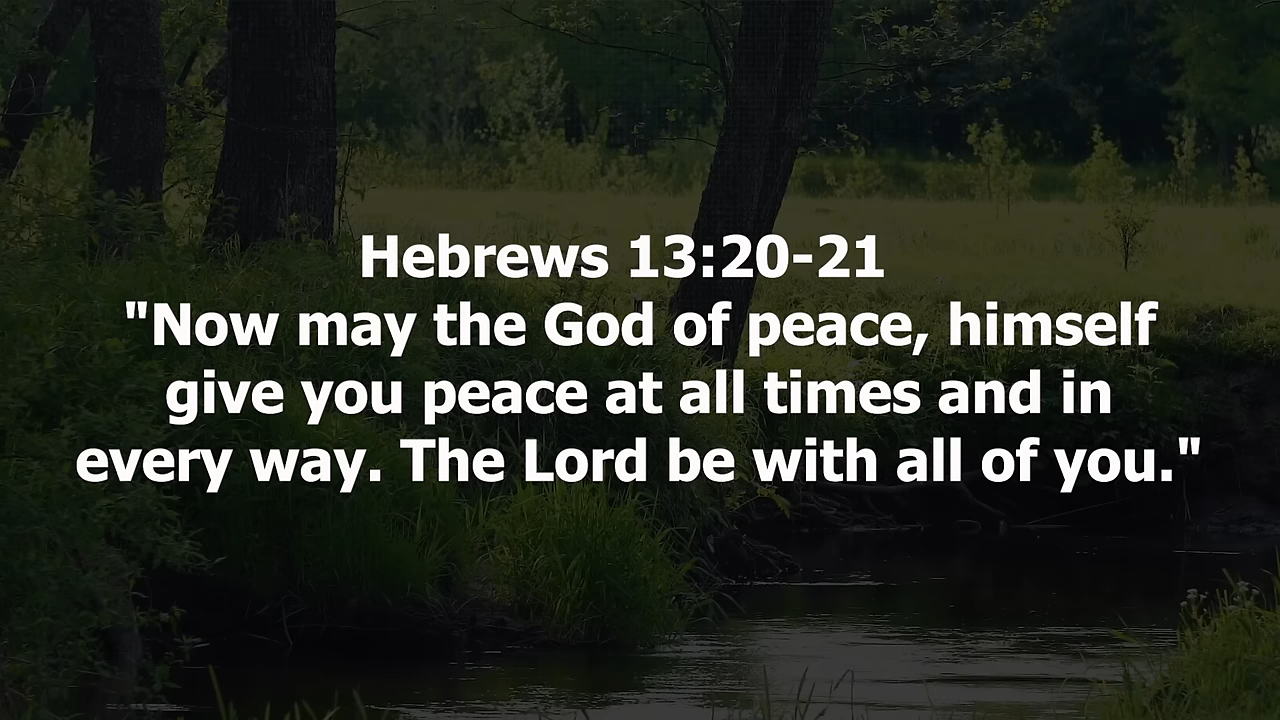 Hebrews 13:20-21
"Now may the God of peace, himself
give you peace at all times and in
every way. The Lord be with all of you."